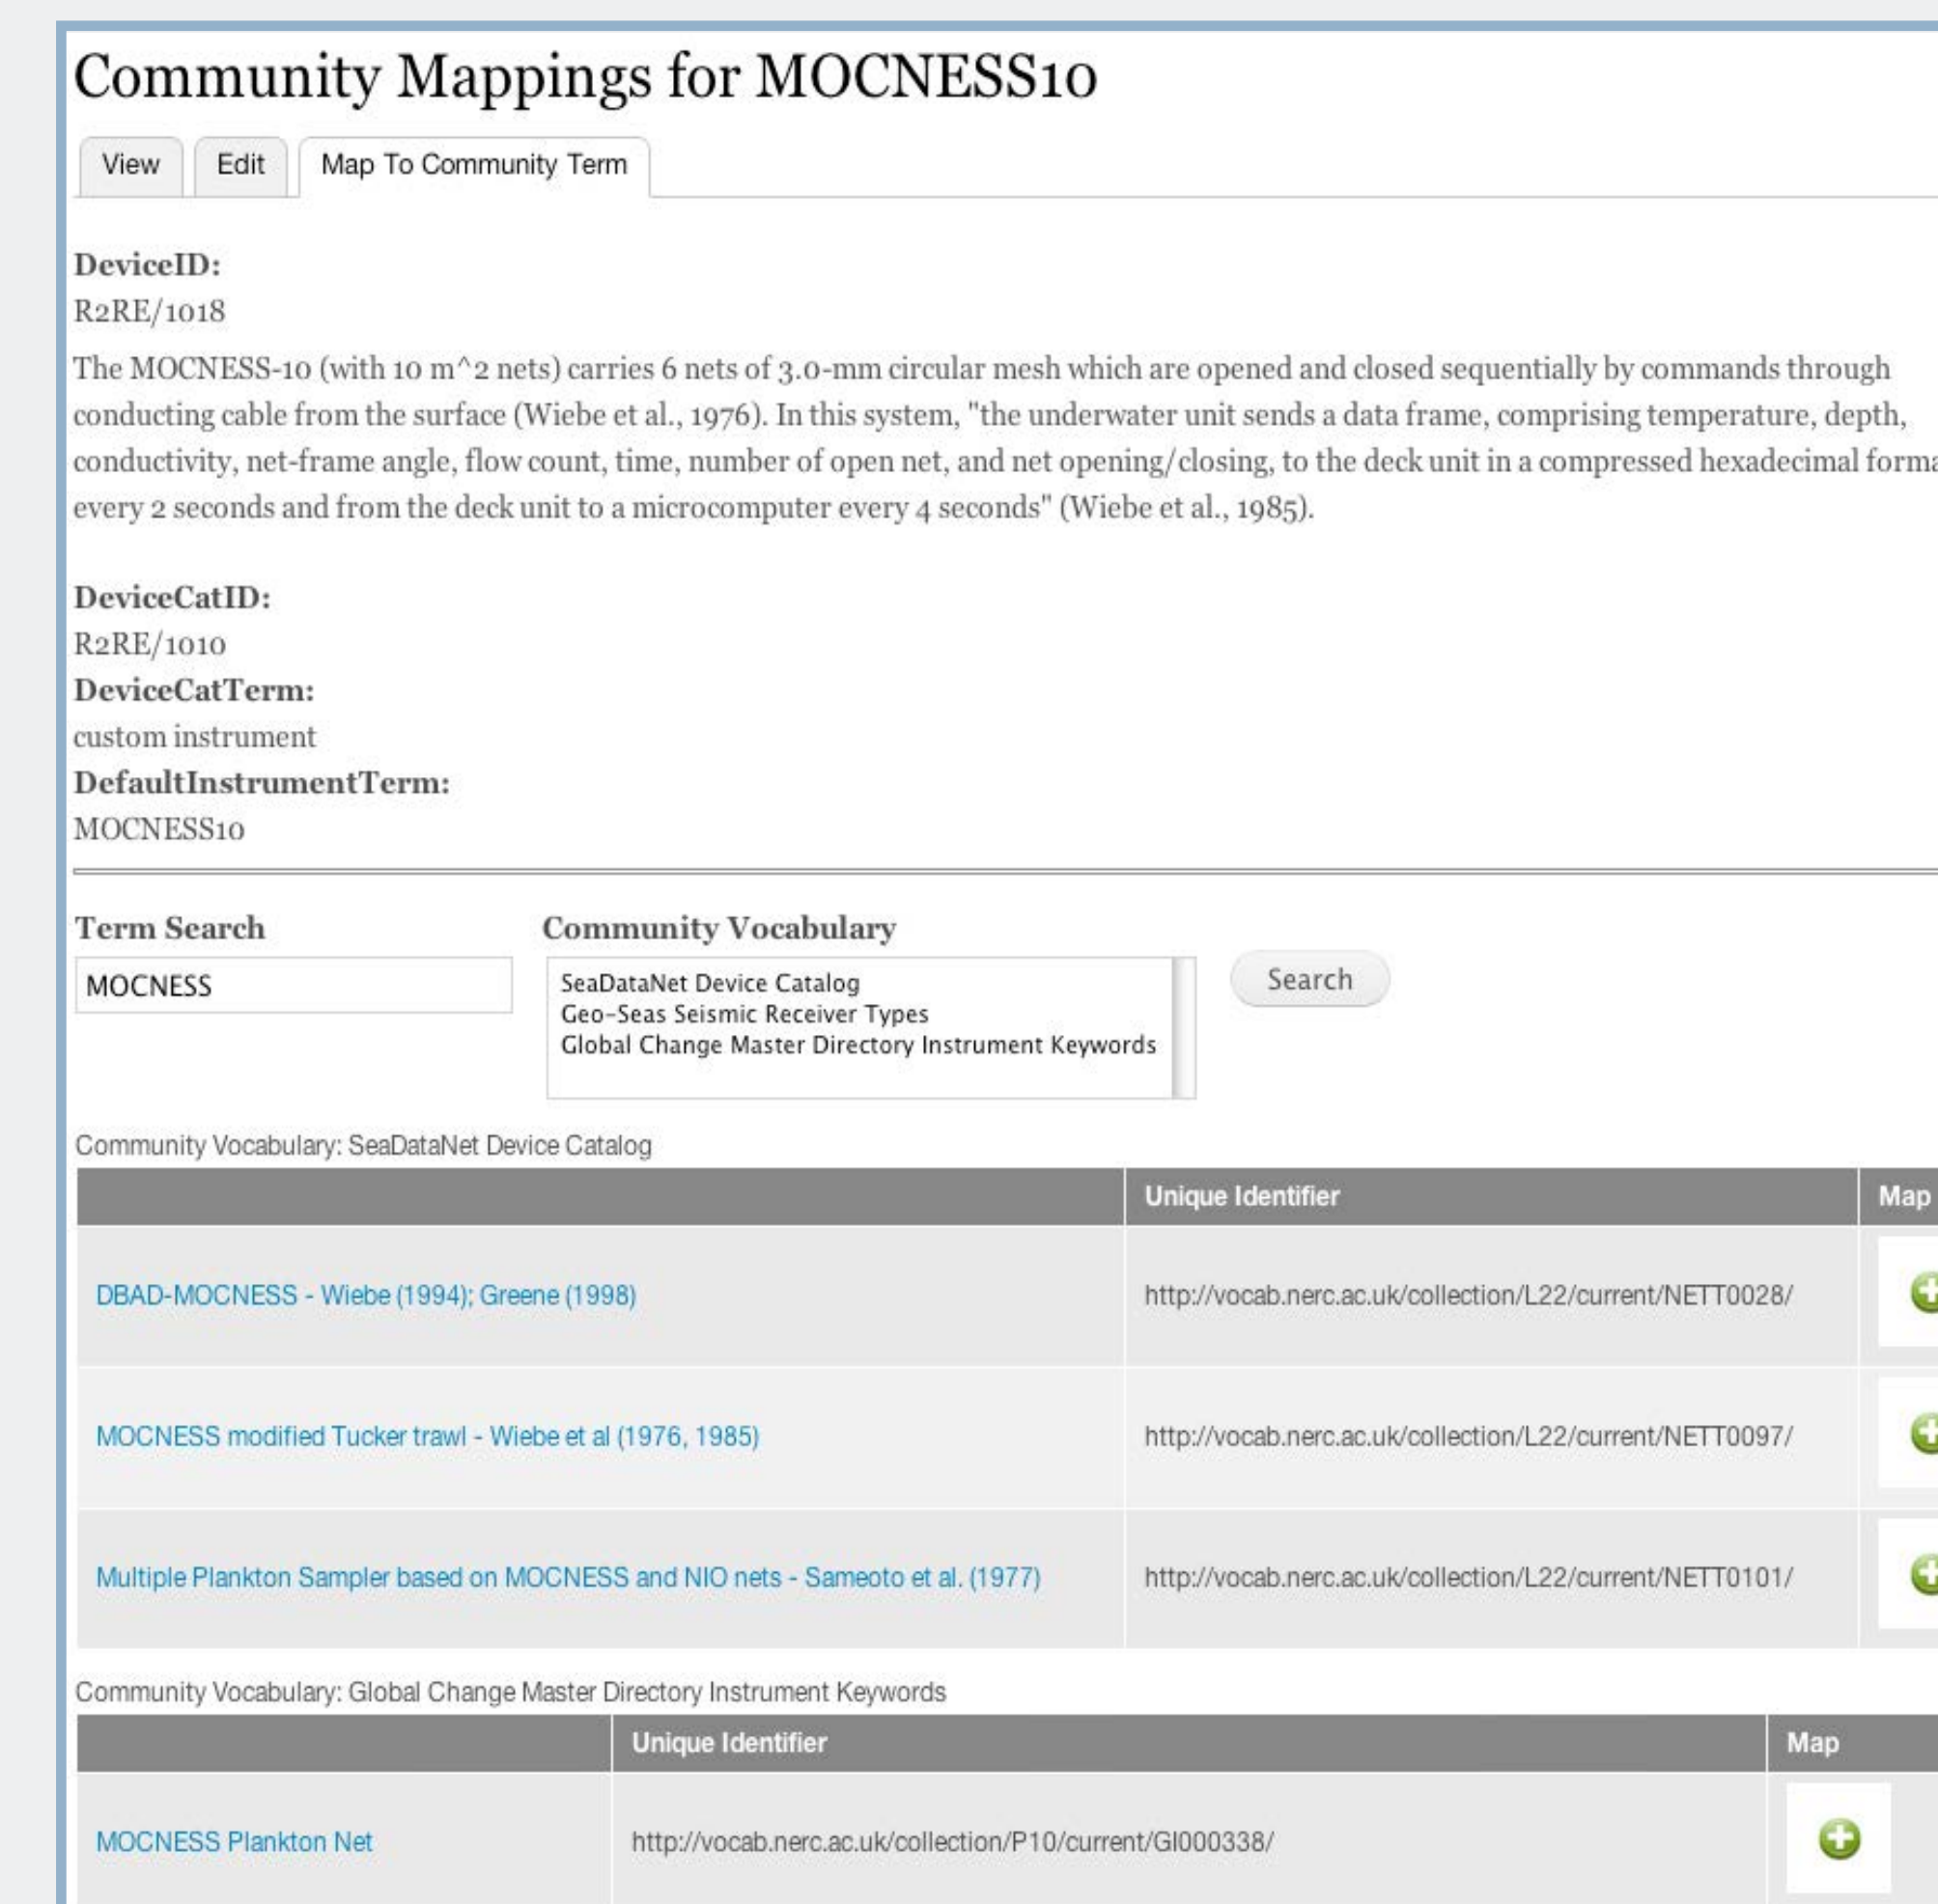 Community Mappings for MOCNESS10
View Edit Map To Community Term
DeviceID:
R2RE/1018
The MOCNESS-10 (with 10 m^2 nets) carries 6 nets of 3.0-mm circular mesh which are opened and closed sequentially by commands through
conducting cable from the surface (Wiebe et al., 1976). In this system, "the underwater unit sends a data frame, comprising temperature, depth,
conductivity, net-frame angle, flow count, time, number of open net, and net opening/closing, to the deck unit in a compressed hexadecimal forma
every 2 seconds and from the deck unit to a microcomputer every 4 seconds" (Wiebe et al., 1985).
DeviceCatID:
R2RE/1010
DeviceCatTerm:
custom instrument
DefaultInstrumentTerm:
MOCNESS10
Term Search Community Vocabulary
MOCNESS
SeaDataNet Device Catalog
Geo-Seas Seismic Receiver Types
Global Change Master Directory Instrument Keywords
Search
Community Vocabulary: SeaDataNet Device Catalog
Unique Identifier Map
DBAD-MOCNESS - Wiebe (1994); Greene (1998) http://vocab.nerc.ac.uk/collection/L22/current/NETT0028/
MOCNESS modified Tucker trawl - Wiebe et al (1976, 1985) http://vocab.nerc.ac.uk/collection/L22/current/NETT0097/
Multiple Plankton Sampler based on MOCNESS and NIO nets - Sameoto et al. (1977) http://vocab.nerc.ac.uk/collection/L22/current/NETT0101/
Community Vocabulary: Global Change Master Directory Instrument Keywords
Unique Identifier Map
MOCNESS Plankton Net http://vocab.nerc.ac.uk/collection/P10/current/GI000338/